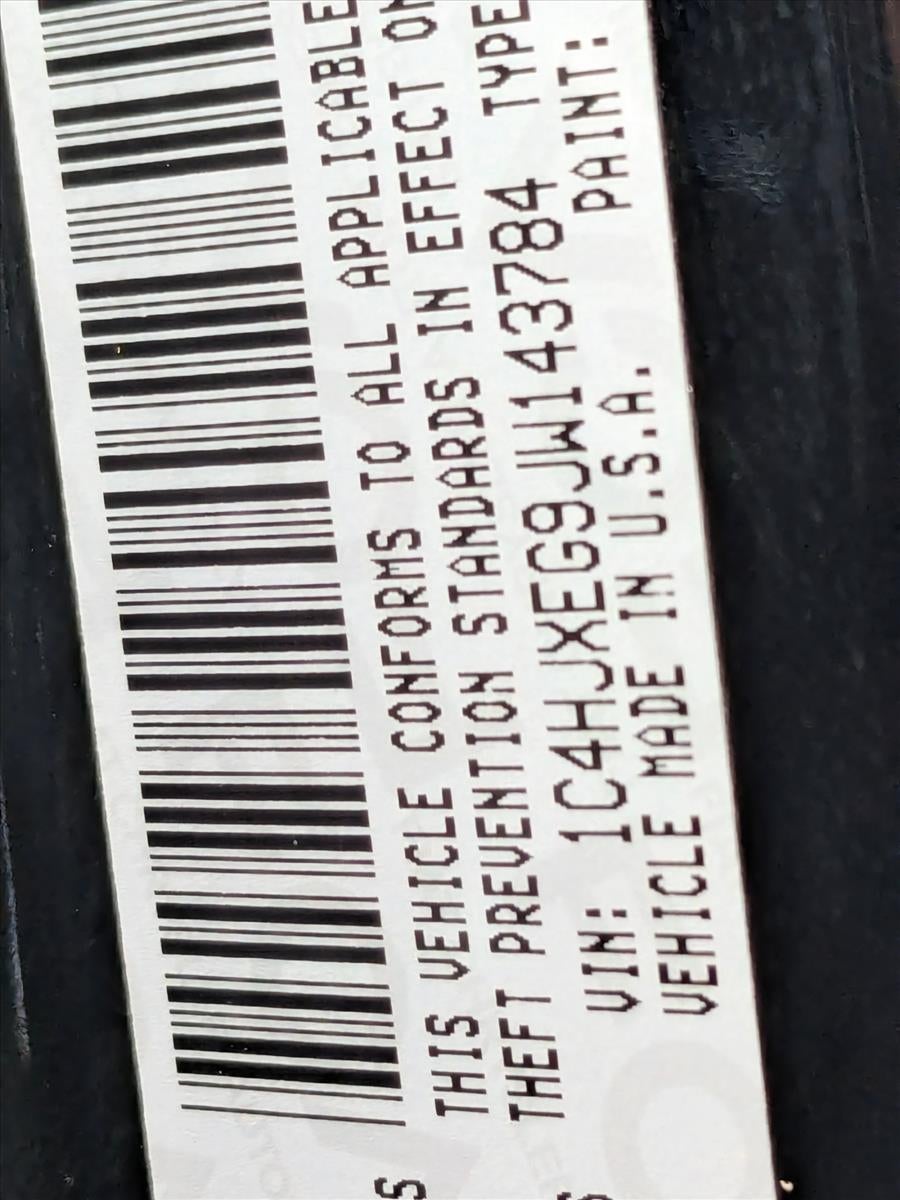 THIS VEHICLE CONFORMS TO ALL APPLICABLE
THEFT PREVENTION STANDARDS IN EFFECT ON
VIN: 1C4HJXEG9JW143784 TYPE
VEHICLE MADE IN U.S.A. PAINT: